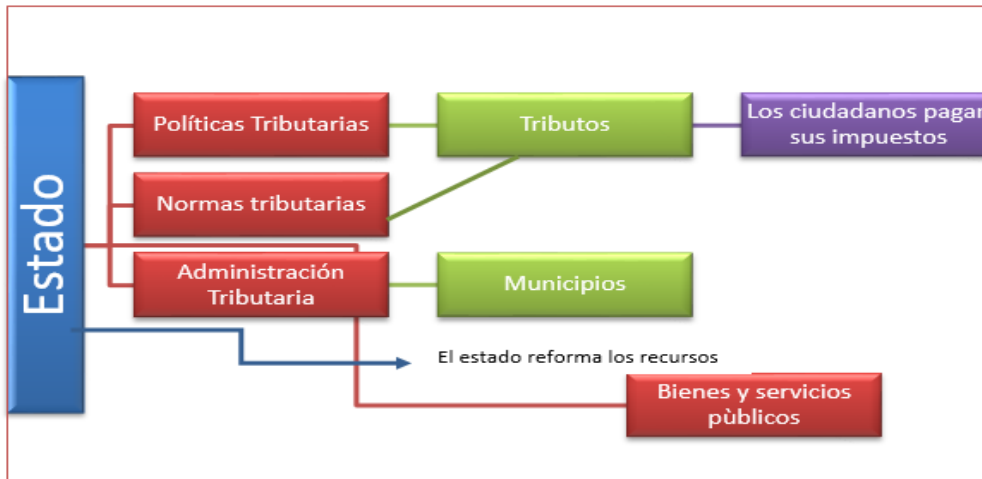 Estado
Políticas Tributarias
Tributos
Los ciudadanos pagan
sus impuestos
Normas tributarias
Administración
Tributaria
Municipios
El estado reforma los recursos
Bienes y servicios
pùblicos